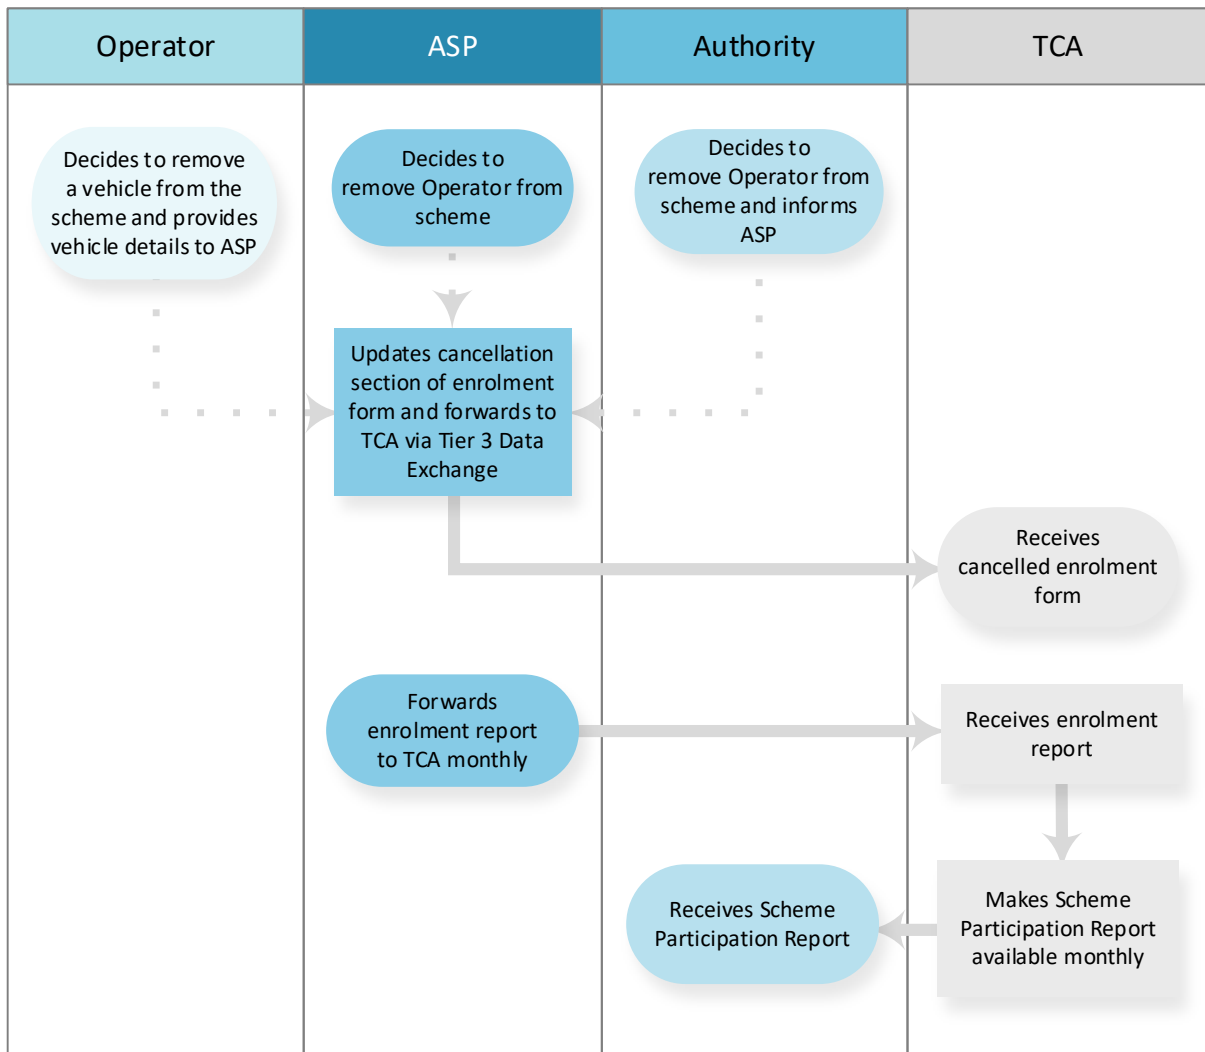 Operator
ASP
Authority
TCA
Decides to remove
a vehicle from the
scheme and provides
vehicle details to ASP
Decides to
remove Operator from
scheme
Decides to
remove Operator from
scheme and informs
ASP
Updates cancellation
section of enrolment
form and forwards to
TCA via Tier 3 Data
Exchange
Receives
cancelled enrolment
form
Forwards
enrolment report
to TCA monthly
Receives enrolment
report
Receives Scheme
Participation Report
Makes Scheme
Participation Report
available monthly